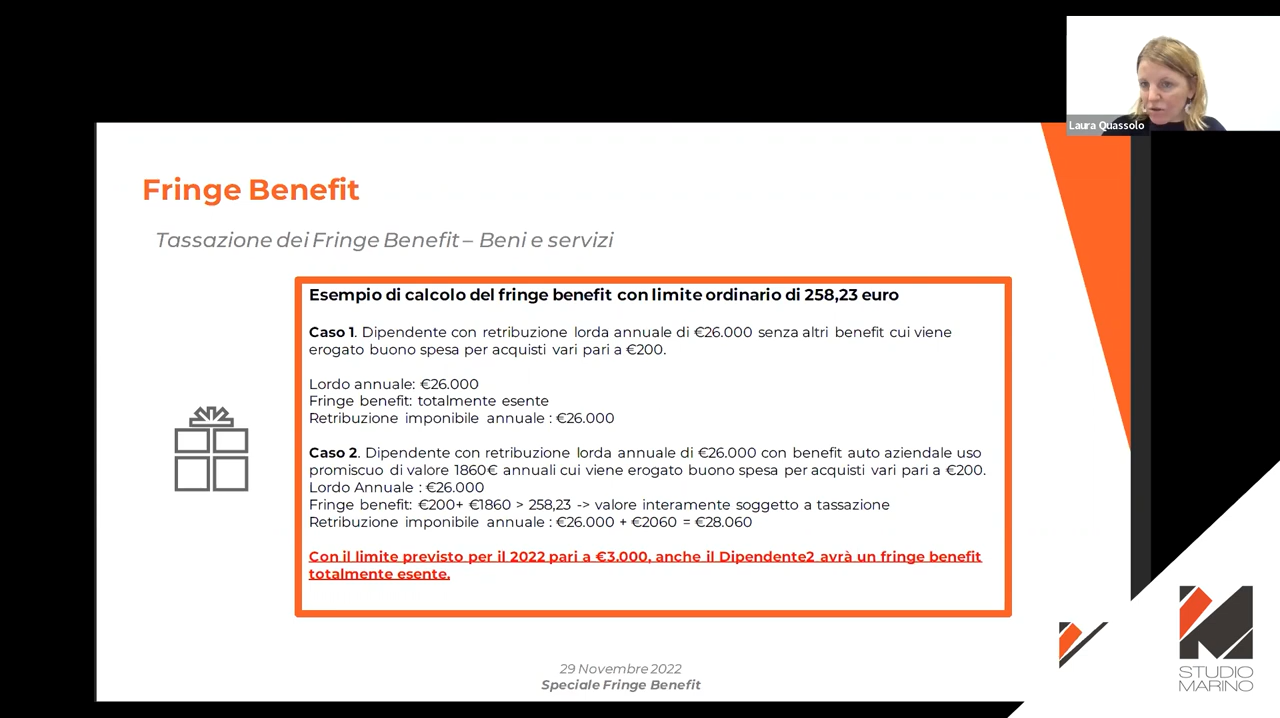 Laura Quassolo
Fringe Benefit
Tassazione dei Fringe Benefit – Beni e servizi
Esempio di calcolo del fringe benefit con limite ordinario di 258,23 euro
Caso 1. Dipendente con retribuzione lorda annuale di €26.000 senza altri benefit cui viene
erogato buono spesa per acquisti vari pari a €200.
Lordo annuale: €26.000
Fringe benefit: totalmente esente
Retribuzione imponibile annuale : €26.000
Caso 2. Dipendente con retribuzione lorda annuale di €26.000 con benefit auto aziendale uso
promiscuo di valore 1860€ annuali cui viene erogato buono spesa per acquisti vari pari a €200.
Lordo Annuale : €26.000
Fringe benefit: €200+ €1860 > 258,23 -> valore interamente soggetto a tassazione
Retribuzione imponibile annuale : €26.000 + €2060 = €28.060
Con il limite previsto per il 2022 pari a €3.000, anche il Dipendente2 avrà un fringe benefit
totalmente esente.
29 Novembre 2022
Speciale Fringe Benefit
STUDIO
MARINO